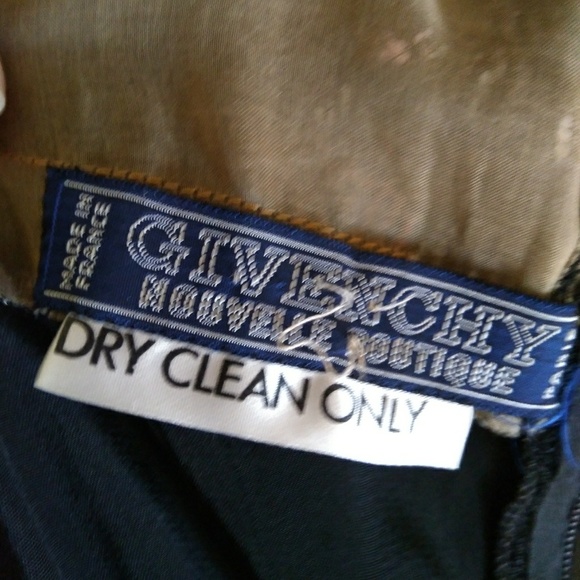 MADE IN
FRANCE
GIVENCHY
NOUVELLE BOUTIQUE
DRY CLEAN ONLY